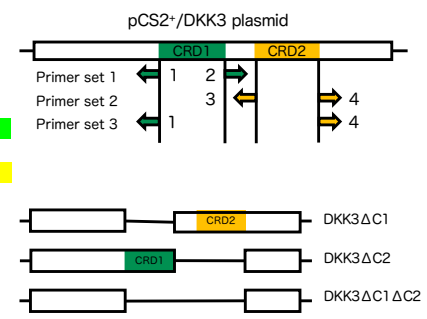 pCS2⁺/DKK3 plasmid
CRD1 CRD2
Primer set 1 1 2
Primer set 2 3 4
Primer set 3 1 4
CRD2 DKK3ΔC1
CRD1 DKK3ΔC2
DKK3ΔC1ΔC2